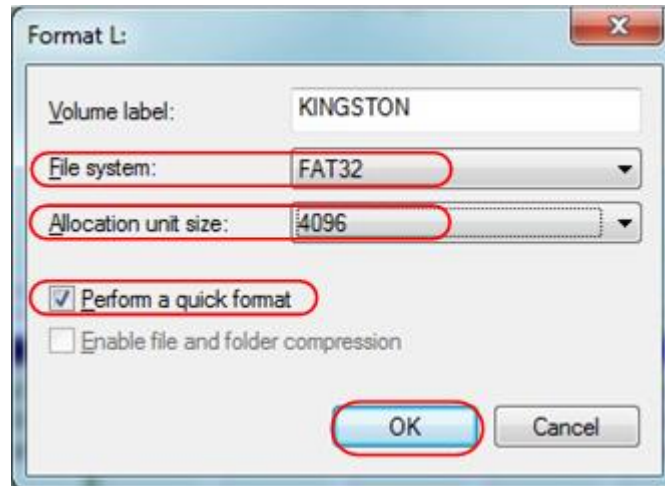 Format L:
Volume label: KINGSTON
File system: FAT32
Allocation unit size: 4096
Perform a quick format
Enable file and folder compression
OK Cancel